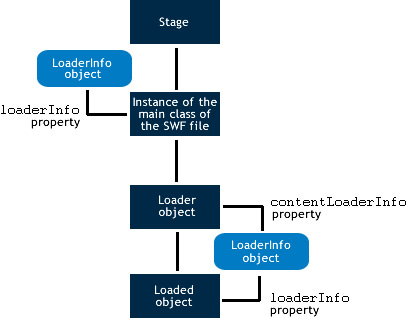 Stage
LoaderInfo
object
loaderInfo
property
Instance of the
main class of
the SWF file
Loader
object
contentLoaderInfo
property
LoaderInfo
object
Loaded
object
loaderInfo
property